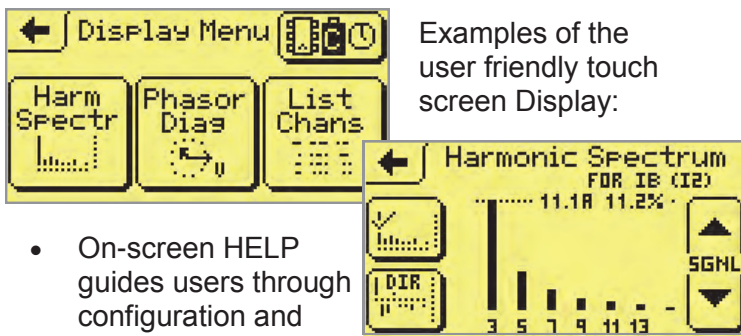 Display Menu
C
Harm
Spectr
Phasor
Diag
U
List
Chans
Examples of the
user friendly touch
screen Display:
Harmonic Spectrum
FOR IB (I2)
11.1A 11.2%
SGNL
DIR
3 5 7 9 11 13
• On-screen HELP
guides users through
configuration and